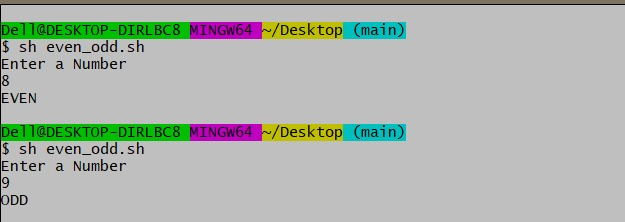 Dell@DESKTOP-DIRLBC8 MINGW64 ~/Desktop (main)
$ sh even_odd.sh
Enter a Number
8
EVEN
Dell@DESKTOP-DIRLBC8 MINGW64 ~/Desktop (main)
$ sh even_odd.sh
Enter a Number
9
ODD